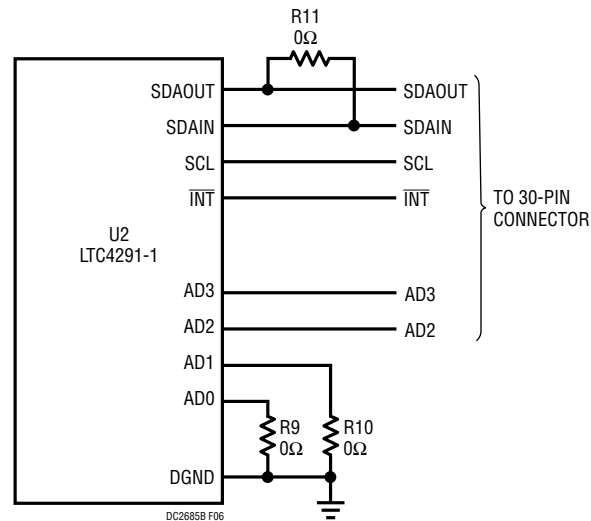 R11
0Ω
SDAOUT
SDAOUT
SDAIN
SDAIN
SCL
SCL
INT
INT
TO 30-PIN
CONNECTOR
U2
LTC4291-1
AD3
AD3
AD2
AD2
AD1
AD0
R9
0Ω
R10
0Ω
DGND
DC2685B F06